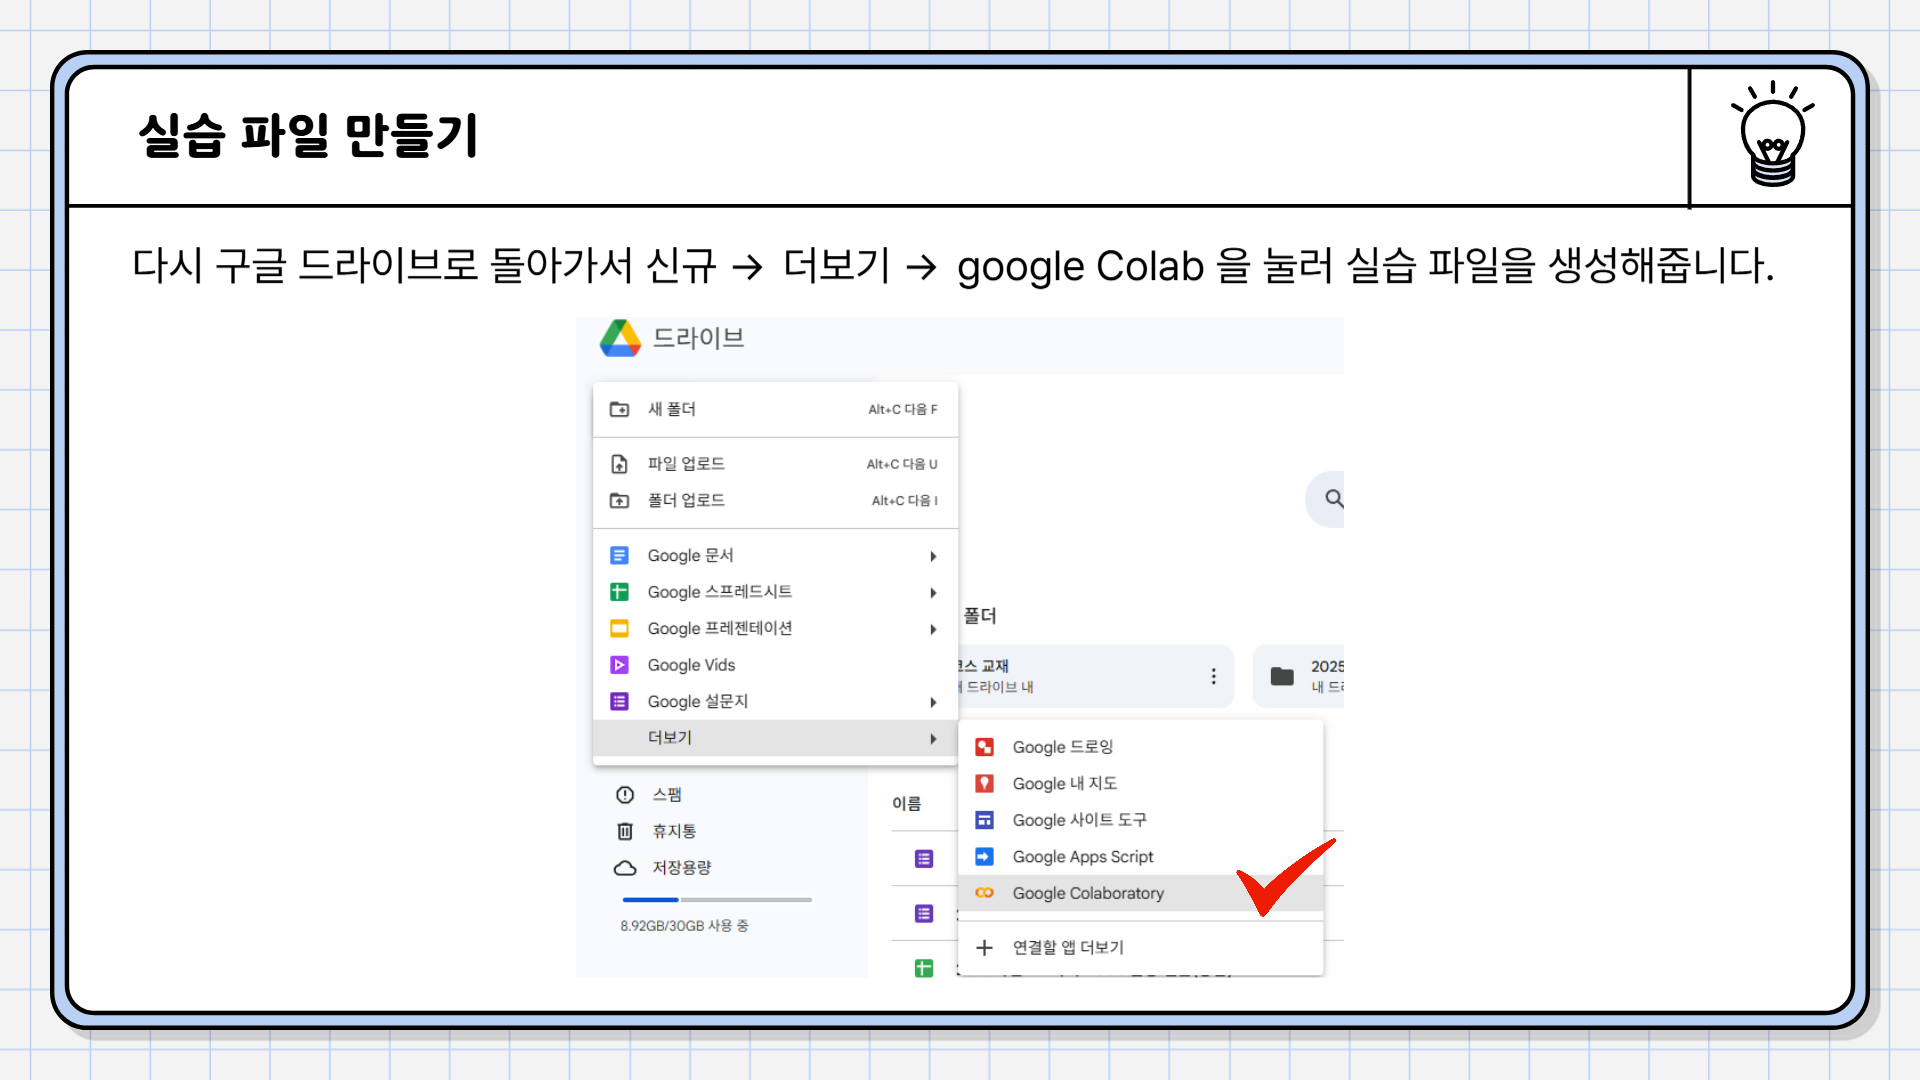 실습 파일 만들기
다시 구글 드라이브로 돌아가서 신규 → 더보기 → google Colab 을 눌러 실습 파일을 생성해줍니다.
드라이브
새 폴더 Alt+C 다음 F
파일 업로드 Alt+C 다음 U
폴더 업로드 Alt+C 다음 I
Google 문서
Google 스프레드시트
Google 프레젠테이션
Google Vids
Google 설문지
더보기
폴더
교재
드라이브 내
2025
내
Google 드로잉
Google 내 지도
Google 사이트 도구
Google Apps Script
Google Colaboratory
연결할 앱 더보기
스팸
휴지통
저장용량
8.92GB/30GB 사용 중
이름